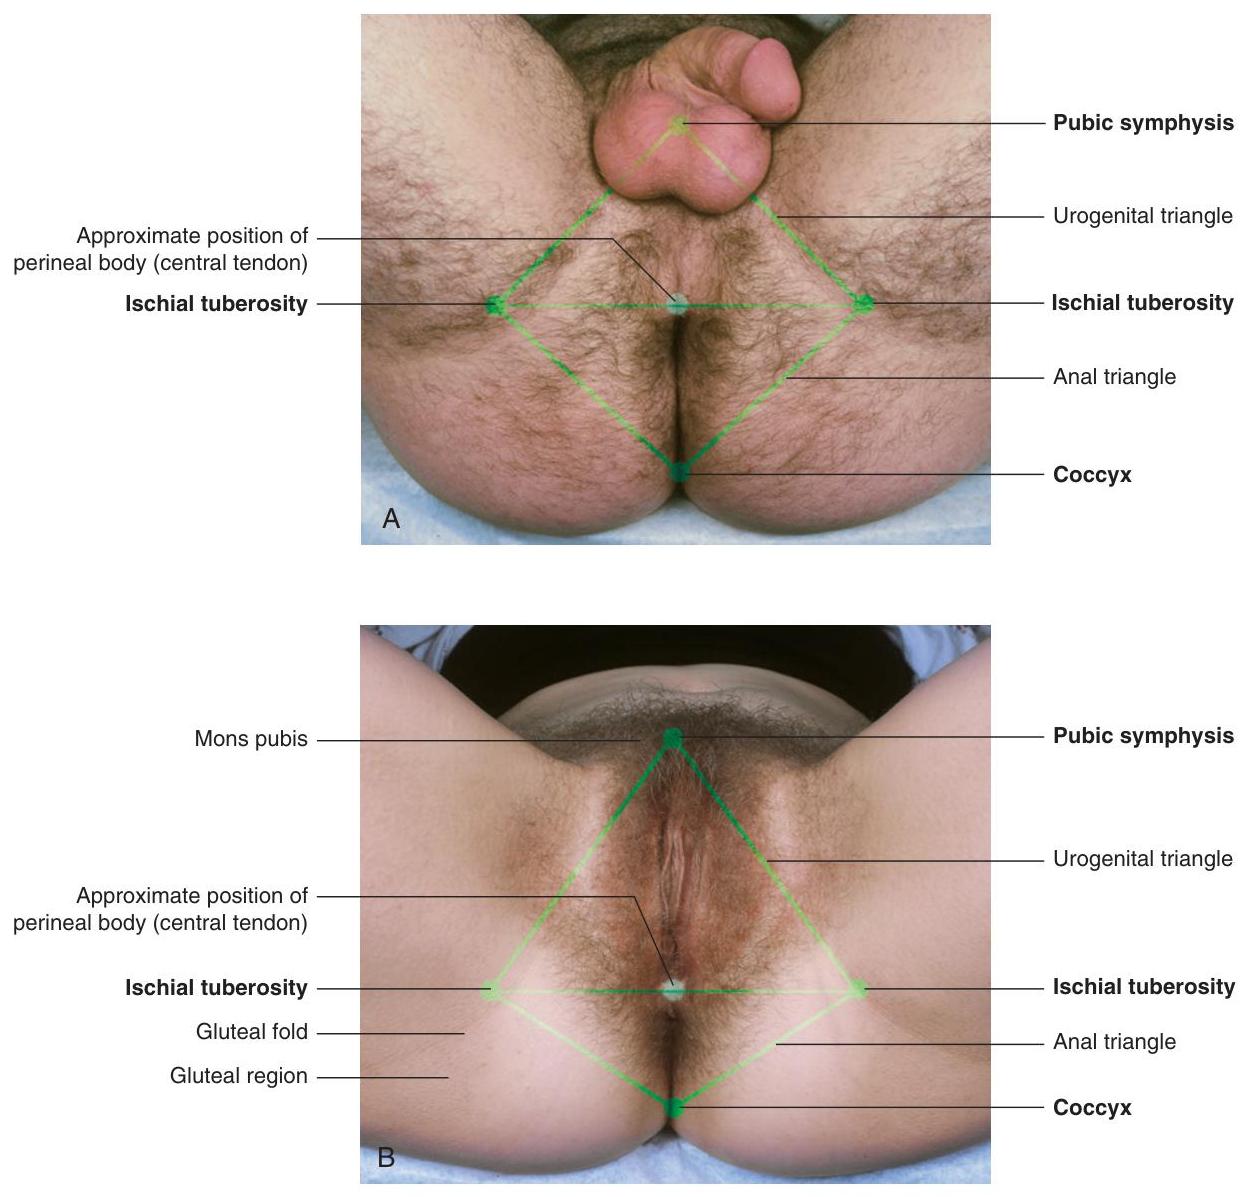 Pubic symphysis
Urogenital triangle
Approximate position of
perineal body (central tendon)
Ischial tuberosity
Ischial tuberosity
Anal triangle
Coccyx
A
Mons pubis
Pubic symphysis
Urogenital triangle
Approximate position of
perineal body (central tendon)
Ischial tuberosity
Ischial tuberosity
Gluteal fold
Anal triangle
Gluteal region
Coccyx
B